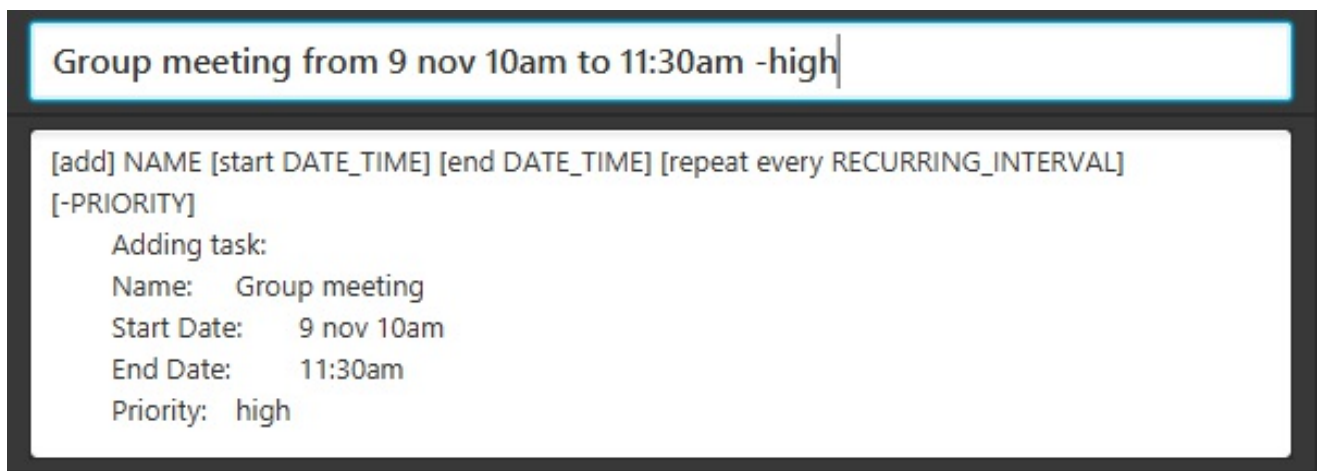 Group meeting from 9 nov 10am to 11:30am -high
[add] NAME [start DATE_TIME] [end DATE_TIME] [repeat every RECURRING_INTERVAL]
[-PRIORITY]
Adding task:
Name: Group meeting
Start Date: 9 nov 10am
End Date: 11:30am
Priority: high